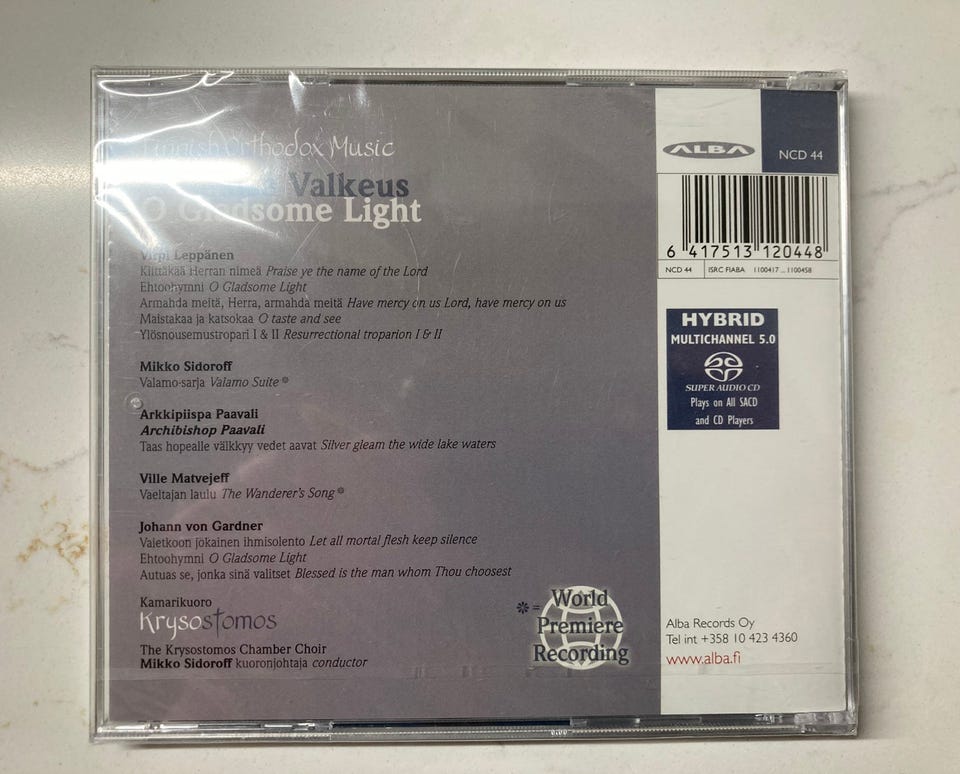 Finnish Orthodox Music
Valkeus
O Gladsome Light
Virpi Leppänen
Kiittäkää Herran nimeä Praise ye the name of the Lord
Ehtoohymni O Gladsome Light
Armahda meitä, Herra, armahda meitä Have mercy on us Lord, have mercy on us
Maistakaa ja katsokaa O taste and see
Ylösnousemustropari I & II Resurrectional troparion I & II
Mikko Sidoroff
Valamo-sarja Valamo Suite *
Arkkipiispa Paavali
Archbishop Paavali
Taas hopealle välkkyy vedet aavat Silver gleam the wide lake waters
Ville Matvejeff
Vaeltajan laulu The Wanderer's Song *
Johann von Gardner
Vaietkoon jokainen ihmisolento Let all mortal flesh keep silence
Ehtoohymni O Gladsome Light
Autuas se, jonka sinä valitset Blessed is the man whom Thou choosest
Kamarikuoro
Krysostomos
The Krysostomos Chamber Choir
Mikko Sidoroff kuoronjohtaja conductor
* = World
Premiere
Recording
ALBA
NCD 44
6 417513 120448
NCD 44 ISRC FIABA 1100417 ... 1100458
HYBRID
MULTICHANNEL 5.0
SUPER AUDIO CD
Plays on All SACD
and CD Players
Alba Records Oy
Tel int +358 10 423 4360
www.alba.fi